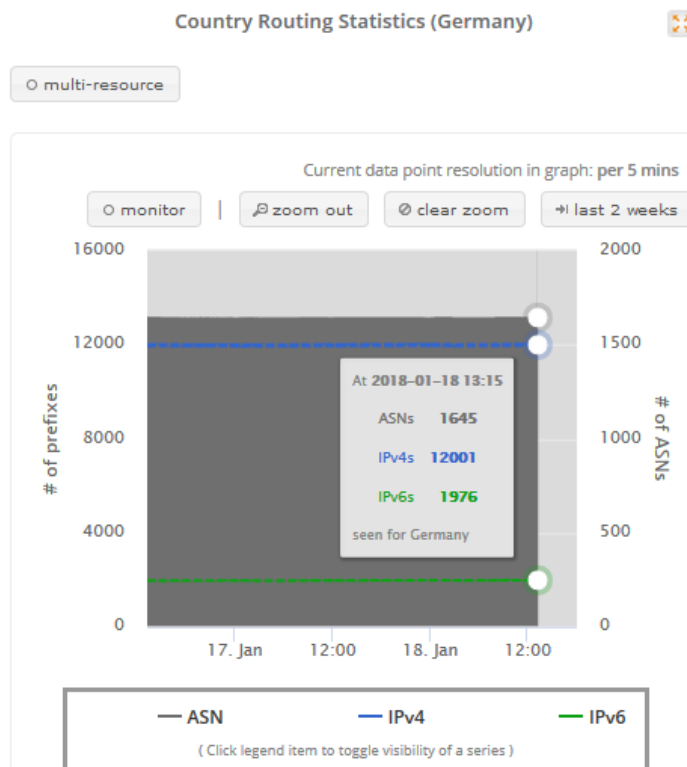 Country Routing Statistics (Germany)
multi-resource
Current data point resolution in graph: per 5 mins
monitor | zoom out clear zoom last 2 weeks
16000 2000
12000 1500
8000 1000
4000 500
0 0
# of prefixes
# of ASNs
At 2018-01-18 13:15
ASNs 1645
IPv4s 12001
IPv6s 1976
seen for Germany
17. Jan 12:00 18. Jan 12:00
ASN IPv4 IPv6
( Click legend item to toggle visibility of a series )